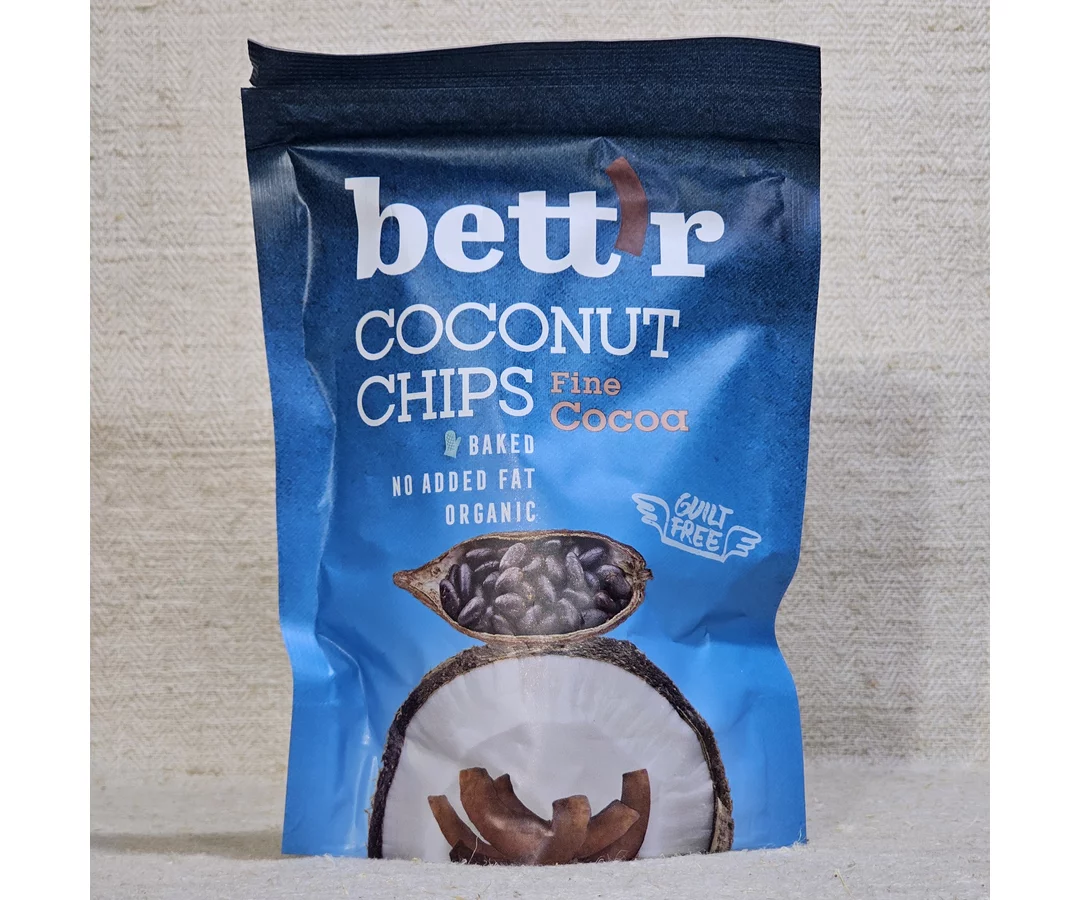 bett'r
COCONUT
CHIPS Fine
Cocoa
BAKED
NO ADDED FAT
ORGANIC
GUILT
FREE